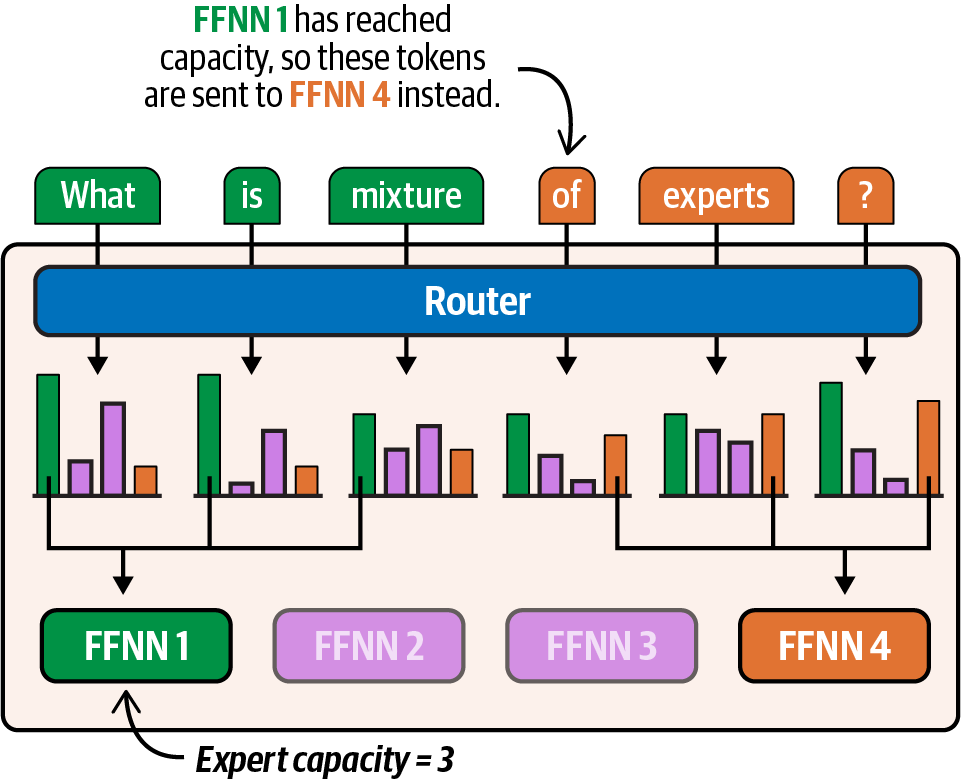 FFNN 1 has reached
capacity, so these tokens
are sent to FFNN 4 instead.
What is mixture of experts ?
Router
FFNN 1 FFNN 2 FFNN 3 FFNN 4
Expert capacity = 3